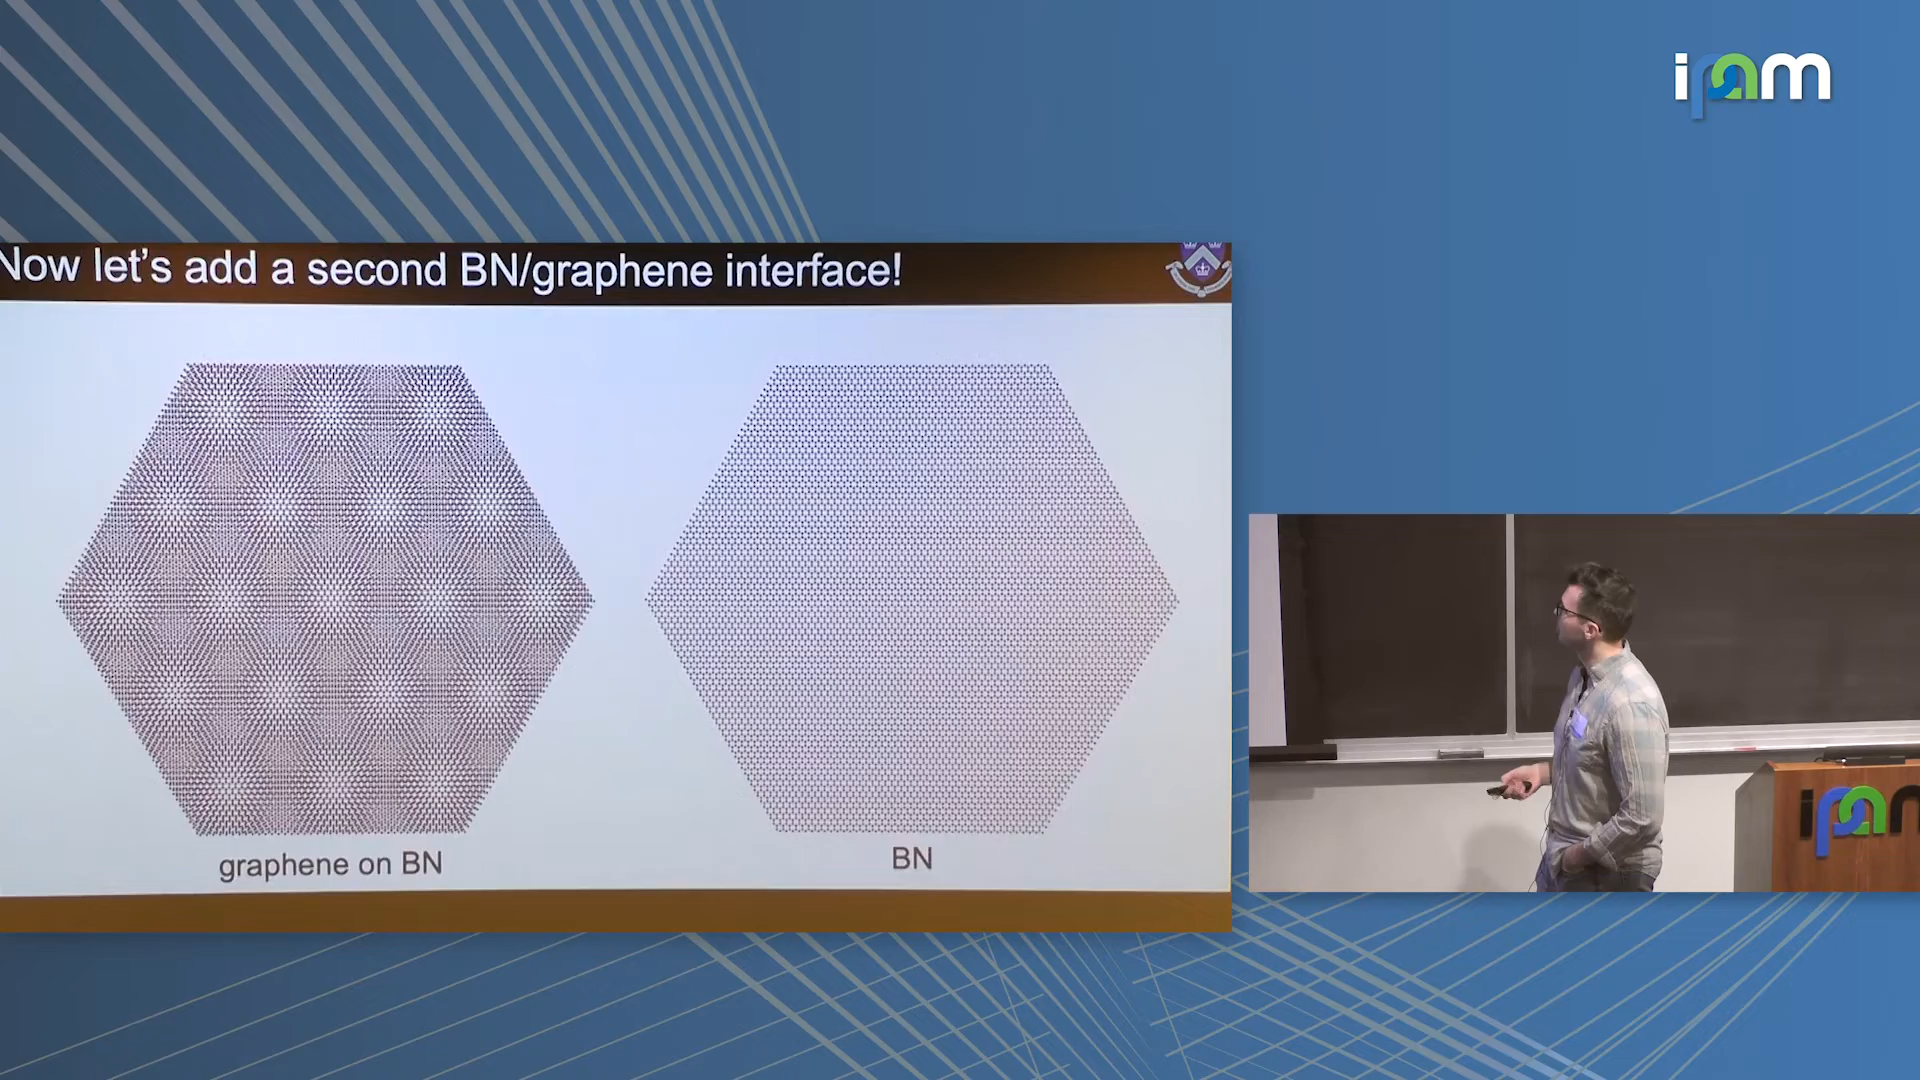 ipam
Now let's add a second BN/graphene interface!
graphene on BN
BN
ipam